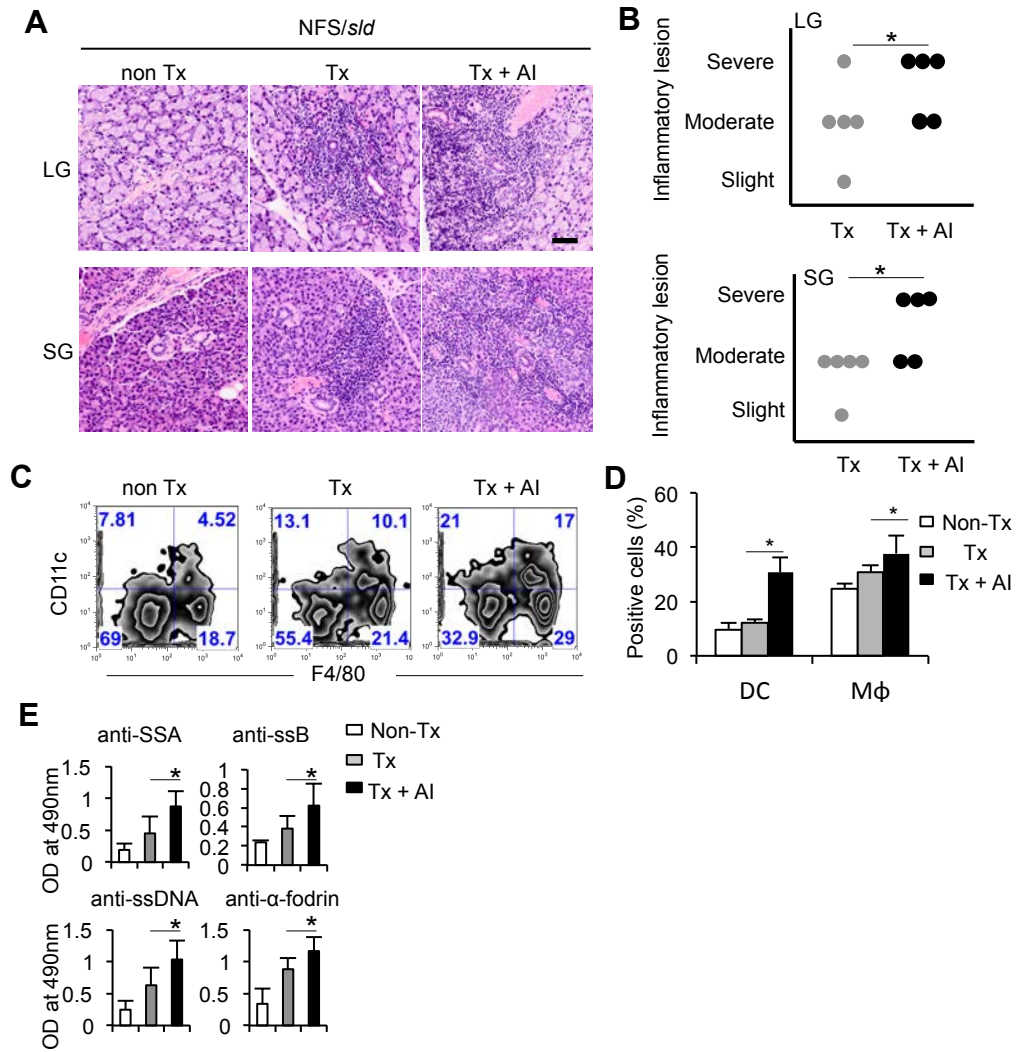 A
NFS/sld
non Tx
Tx
Tx + AI
LG
SG
B
LG
*
Inflammatory lesion
Severe
Moderate
Slight
Tx
Tx + AI
SG
*
Inflammatory lesion
Severe
Moderate
Slight
Tx
Tx + AI
C
non Tx
Tx
Tx + AI
7.81
4.52
13.1
10.1
21
17
CD11c
69
18.7
55.4
21.4
32.9
29
F4/80
D
60
40
20
0
Positive cells (%)
*
*
Non-Tx
Tx
Tx + AI
DC
Mϕ
E
anti-SSA
anti-ssB
Non-Tx
Tx
Tx + AI
OD at 490nm
1.5
1
0.5
0
*
1
0.8
0.6
0.4
0.2
0
*
anti-ssDNA
anti-α-fodrin
OD at 490nm
1.5
1
0.5
0
*
1.5
1
0.5
0
*